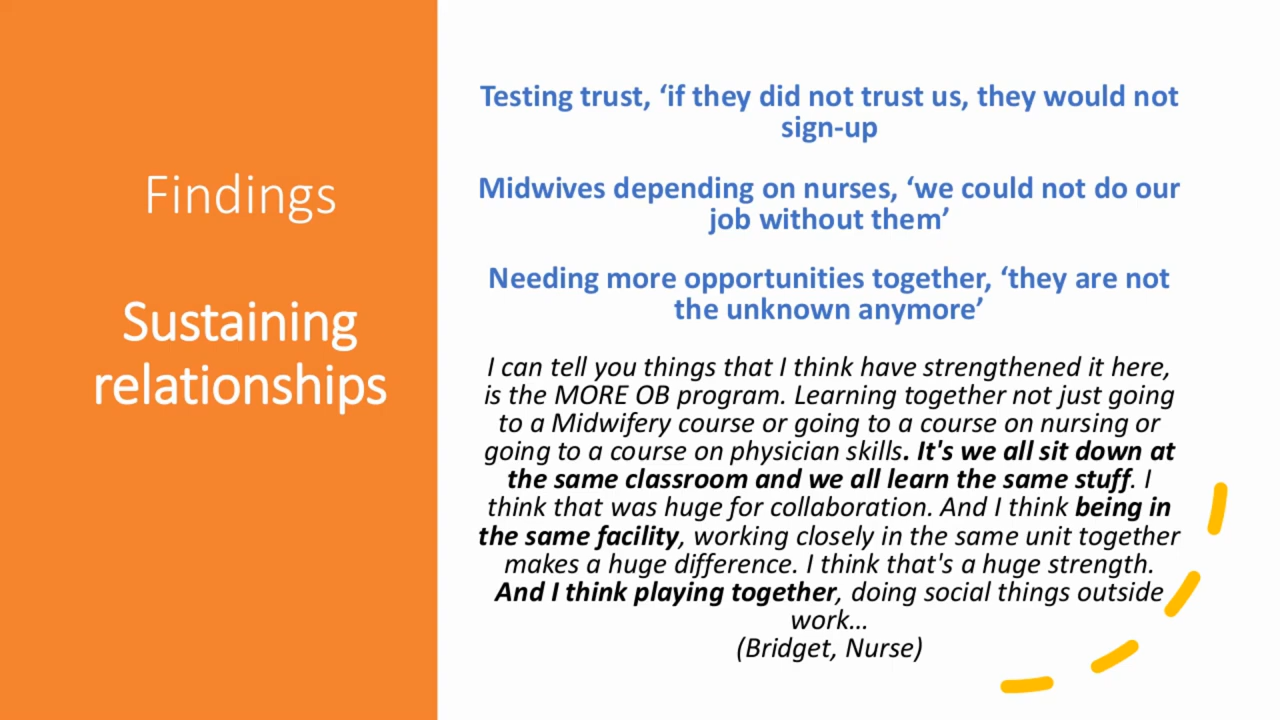 Findings
Sustaining
relationships
Testing trust, ‘if they did not trust us, they would not
sign-up
Midwives depending on nurses, ‘we could not do our
job without them’
Needing more opportunities together, ‘they are not
the unknown anymore’
I can tell you things that I think have strengthened it here,
is the MORE OB program. Learning together not just going
to a Midwifery course or going to a course on nursing or
going to a course on physician skills. It's we all sit down at
the same classroom and we all learn the same stuff. I
think that was huge for collaboration. And I think being in
the same facility, working closely in the same unit together
makes a huge difference. I think that's a huge strength.
And I think playing together, doing social things outside
work…
(Bridget, Nurse)